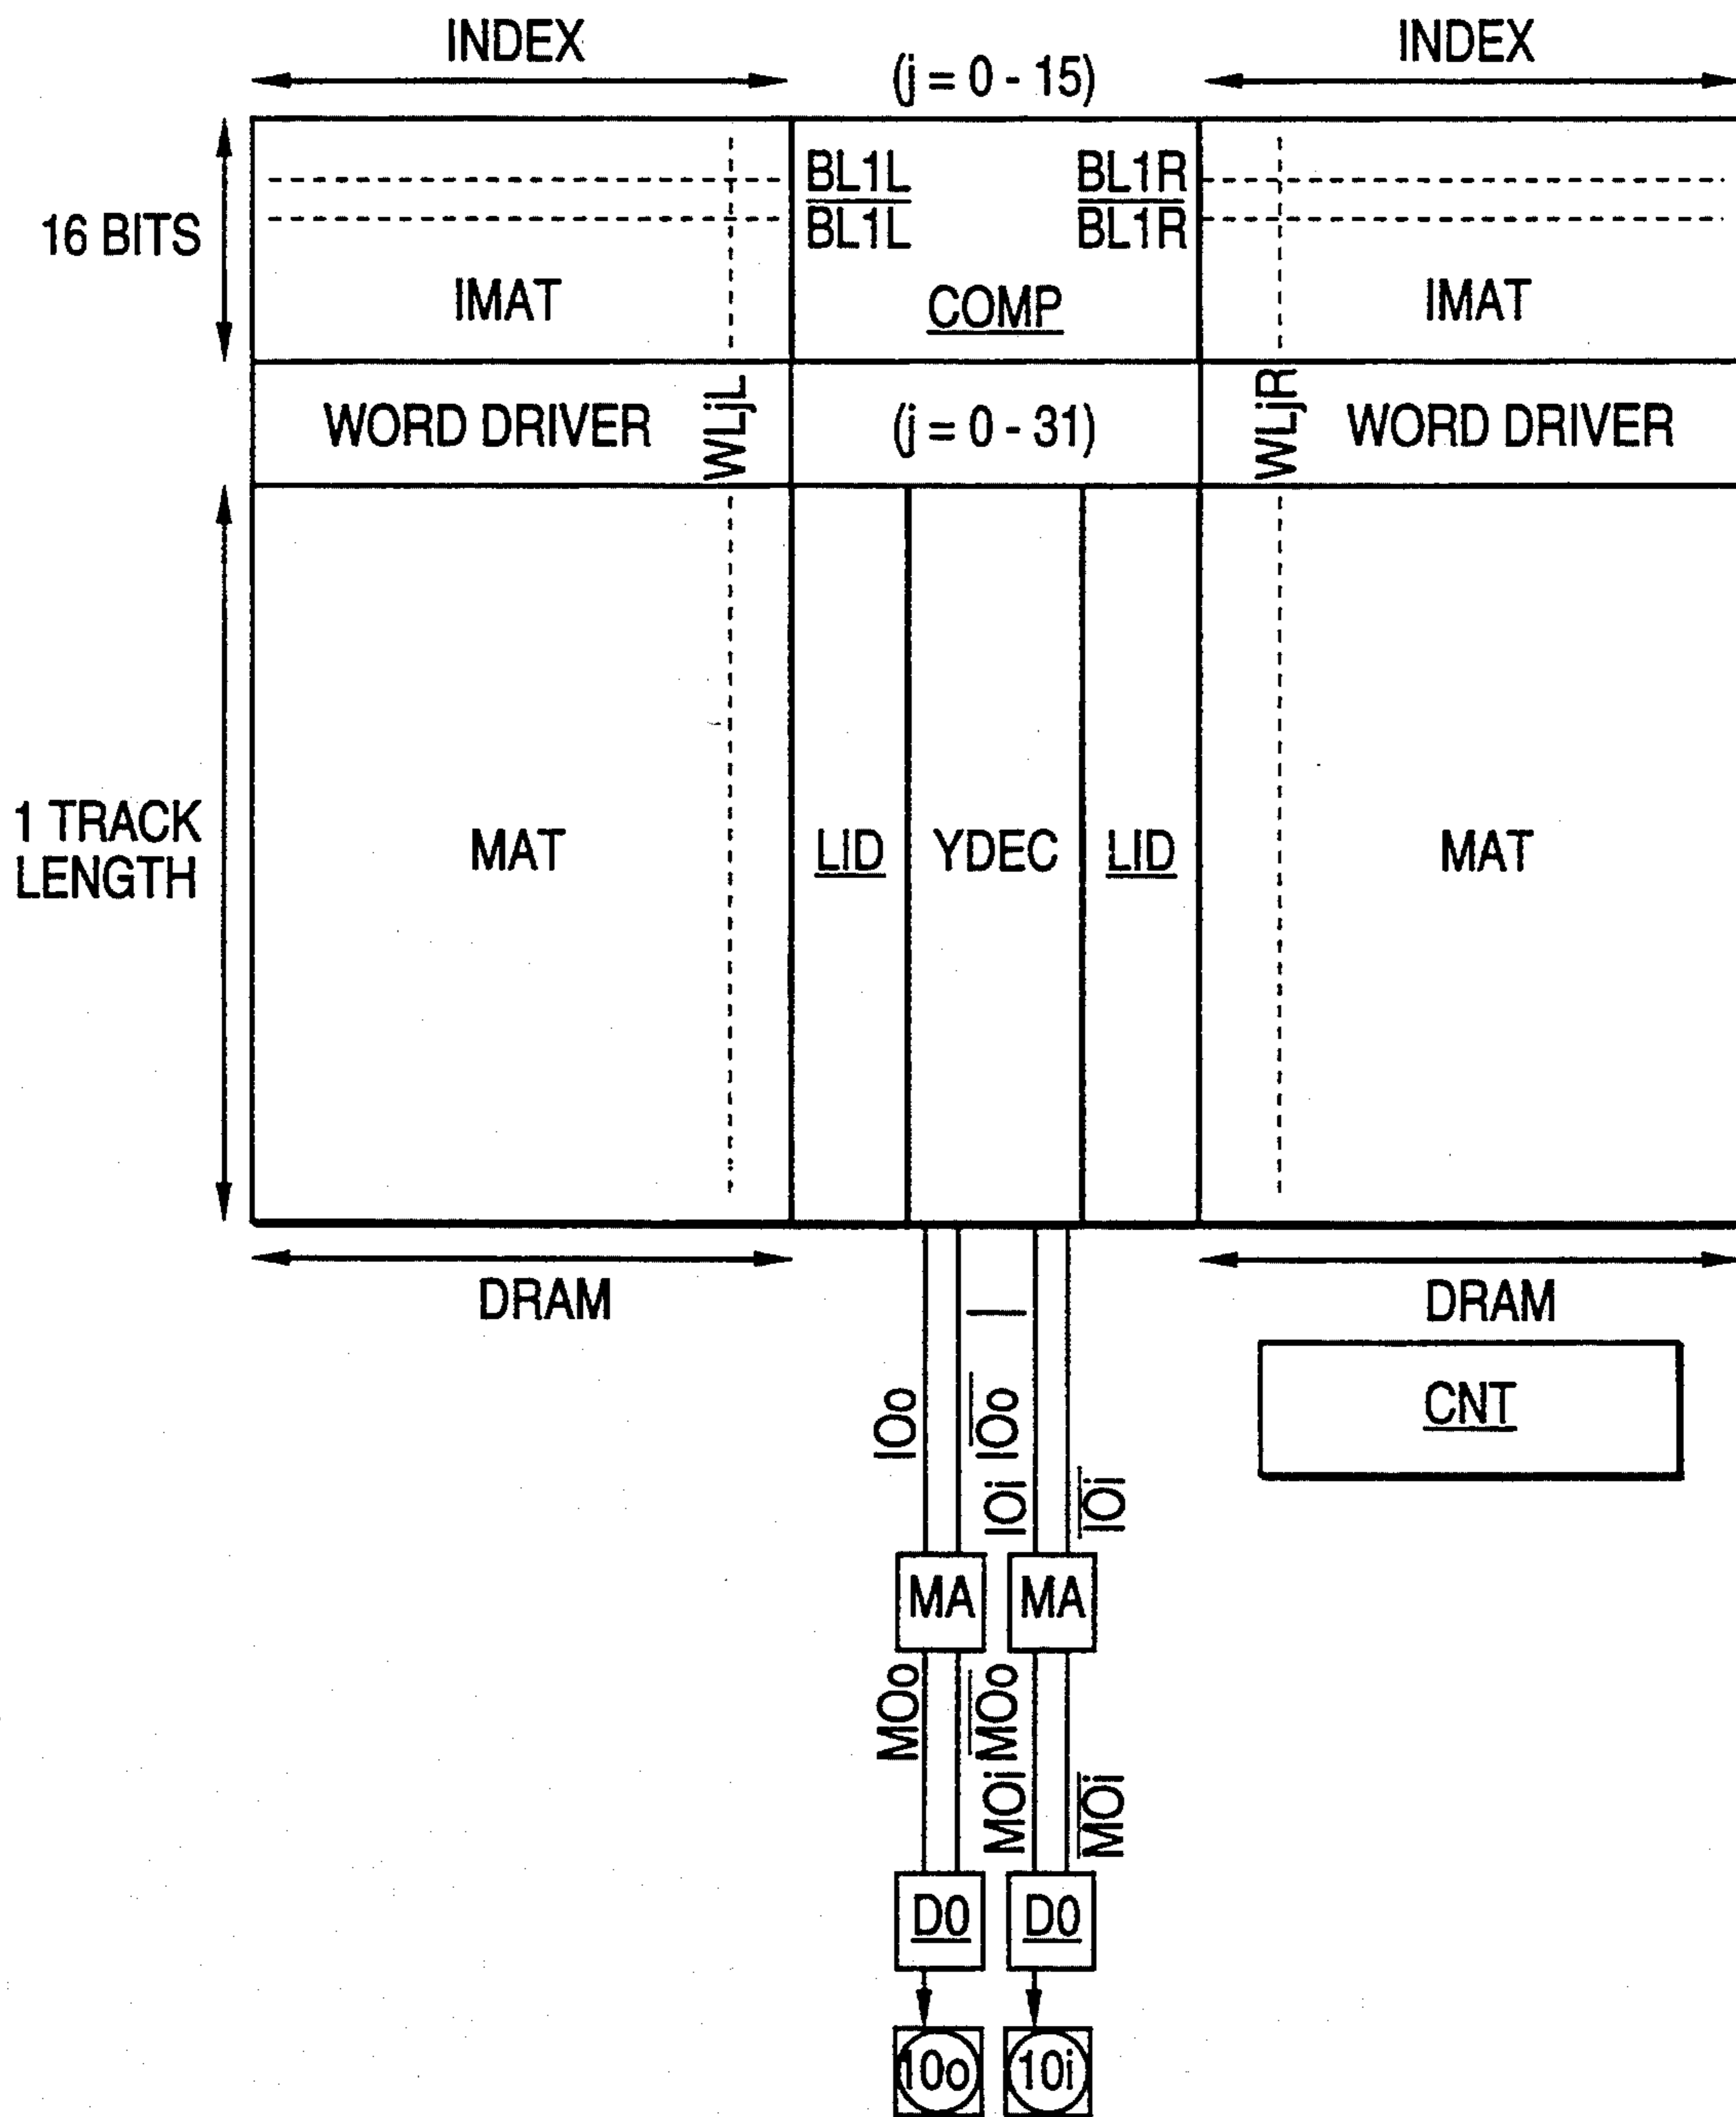 INDEX
(j = 0 - 15)
INDEX
16 BITS
BL1L
BL1R
BL1L
BL1R
IMAT
COMP
IMAT
WORD DRIVER
WLjL
(j = 0 - 31)
WLjR
WORD DRIVER
1 TRACK
LENGTH
MAT
LID
YDEC
LID
MAT
DRAM
DRAM
CNT
IOo
IOo
IOi
IOi
MA
MA
MOo
MOo
MOi
MOi
D0
D0
10o
10i